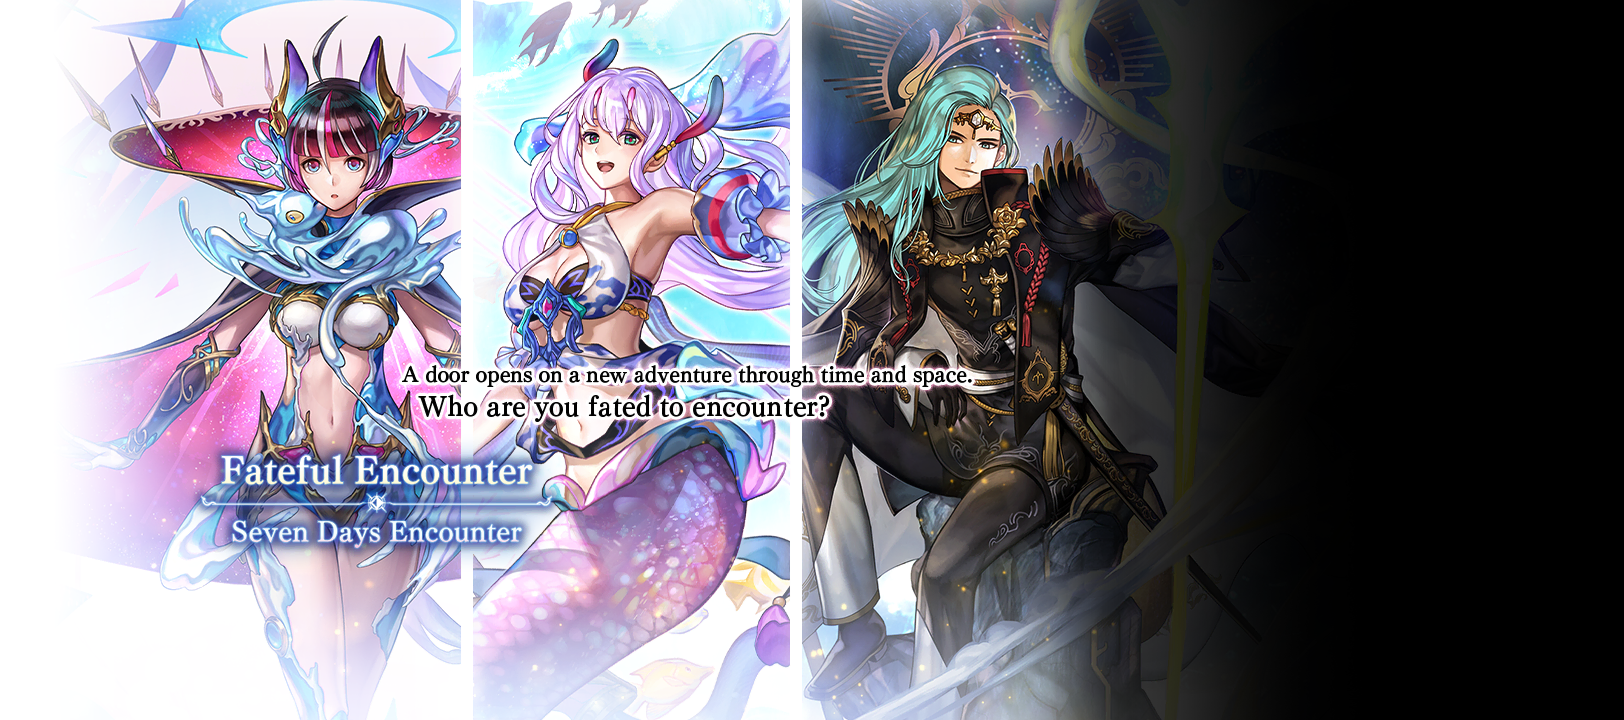 A door opens on a new adventure through time and space.
Who are you fated to encounter?
Fateful Encounter
Seven Days Encounter